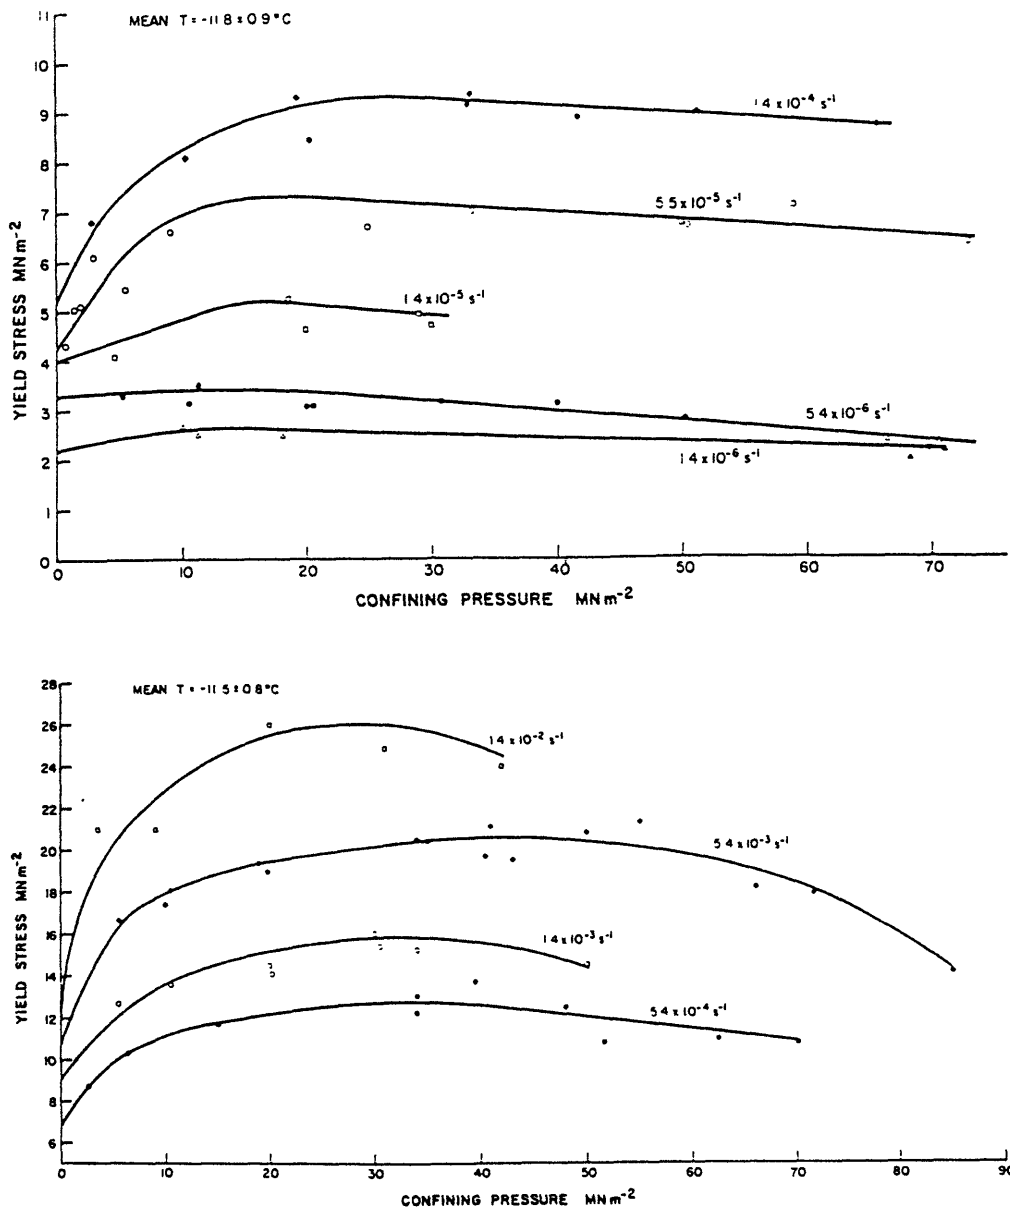 MEAN T = -11.8 ± 0.9 °C
11
10
9
8
7
6
5
4
3
2
1
0
YIELD STRESS MN m-2
1.4 x 10-4 s-1
5.5 x 10-5 s-1
1.4 x 10-5 s-1
5.4 x 10-6 s-1
1.4 x 10-6 s-1
0 10 20 30 40 50 60 70
CONFINING PRESSURE MN m-2
MEAN T = -11.5 ± 0.8 °C
28
26
24
22
20
18
16
14
12
10
8
6
YIELD STRESS MN m-2
1.4 x 10-2 s-1
5.4 x 10-3 s-1
1.4 x 10-3 s-1
5.4 x 10-4 s-1
0 10 20 30 40 50 60 70 80 90
CONFINING PRESSURE MN m-2